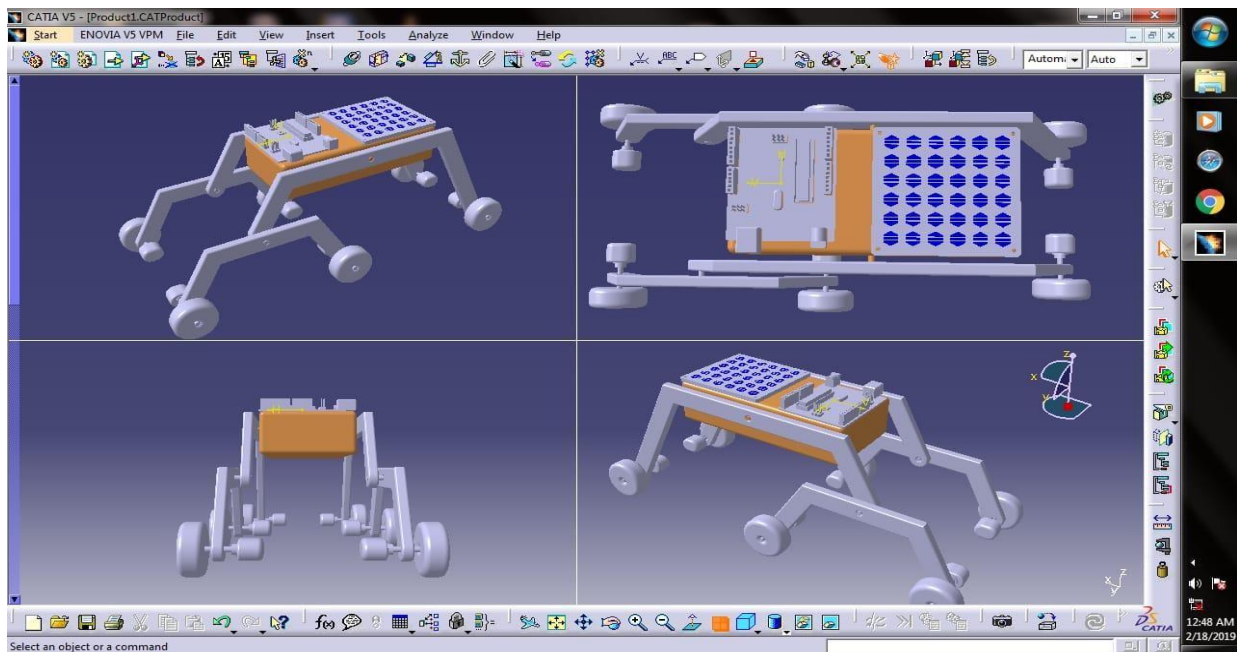 CATIA V5 - [Product1.CATProduct]
Start ENOVIA V5 VPM File Edit View Insert Tools Analyze Window Help
Autom Auto
z
x
y
z
x
y
CATIA
Select an object or a command
12:48 AM
2/18/2019